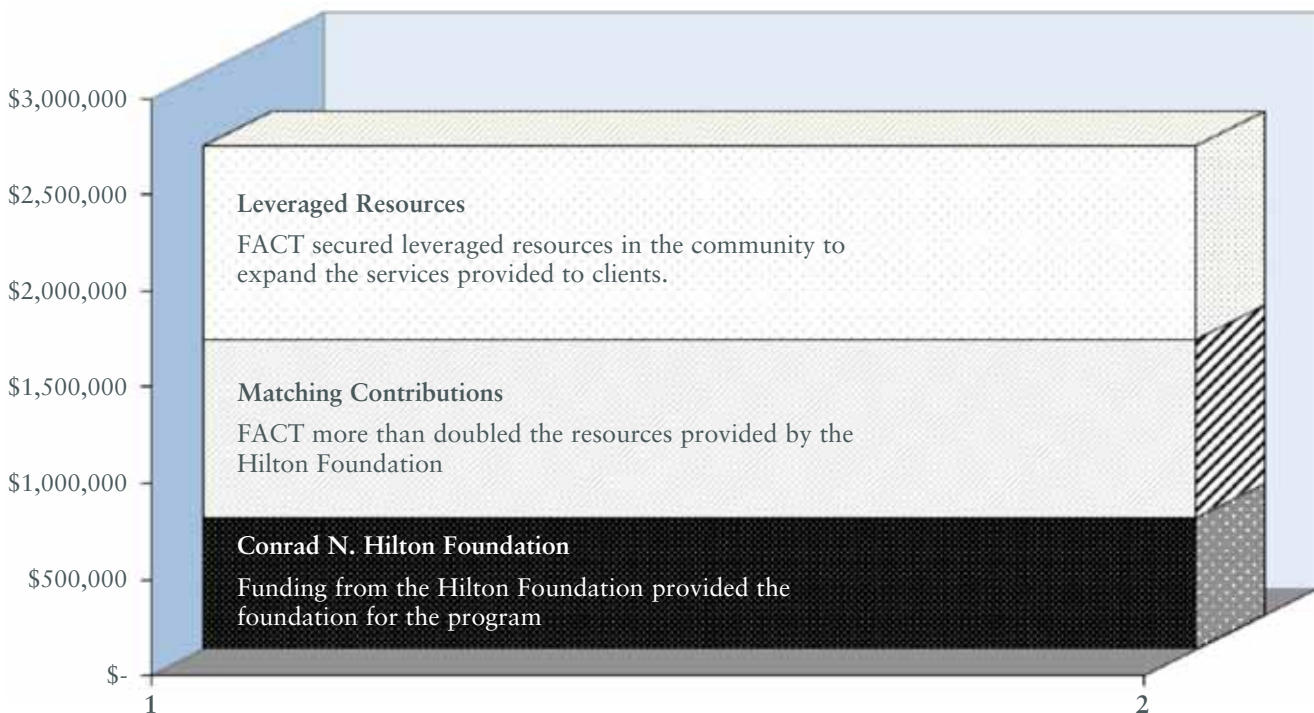 $3,000,000
$2,500,000
$2,000,000
$1,500,000
$1,000,000
$500,000
$-
Leveraged Resources
FACT secured leveraged resources in the community to
expand the services provided to clients.
Matching Contributions
FACT more than doubled the resources provided by the
Hilton Foundation
Conrad N. Hilton Foundation
Funding from the Hilton Foundation provided the
foundation for the program
1
2